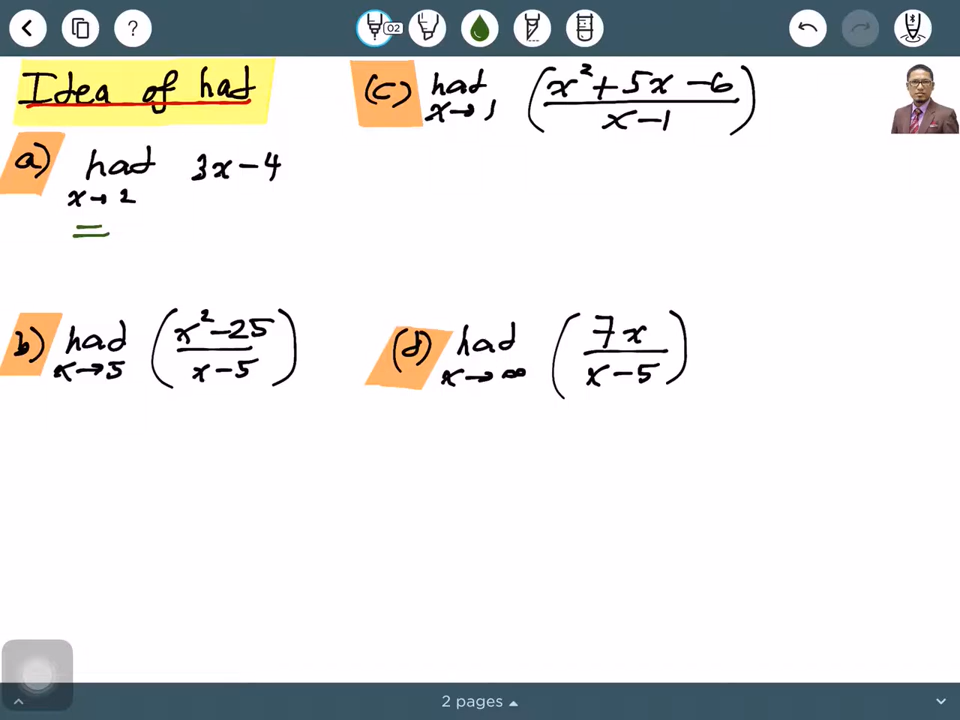 Idea of had
a) had 3x-4
x→2
=
b) had (x²-25 / x-5)
x→5
(c) had (x²+5x-6 / x-1)
x→1
(d) had (7x / x-5)
x→∞
?
02
2 pages